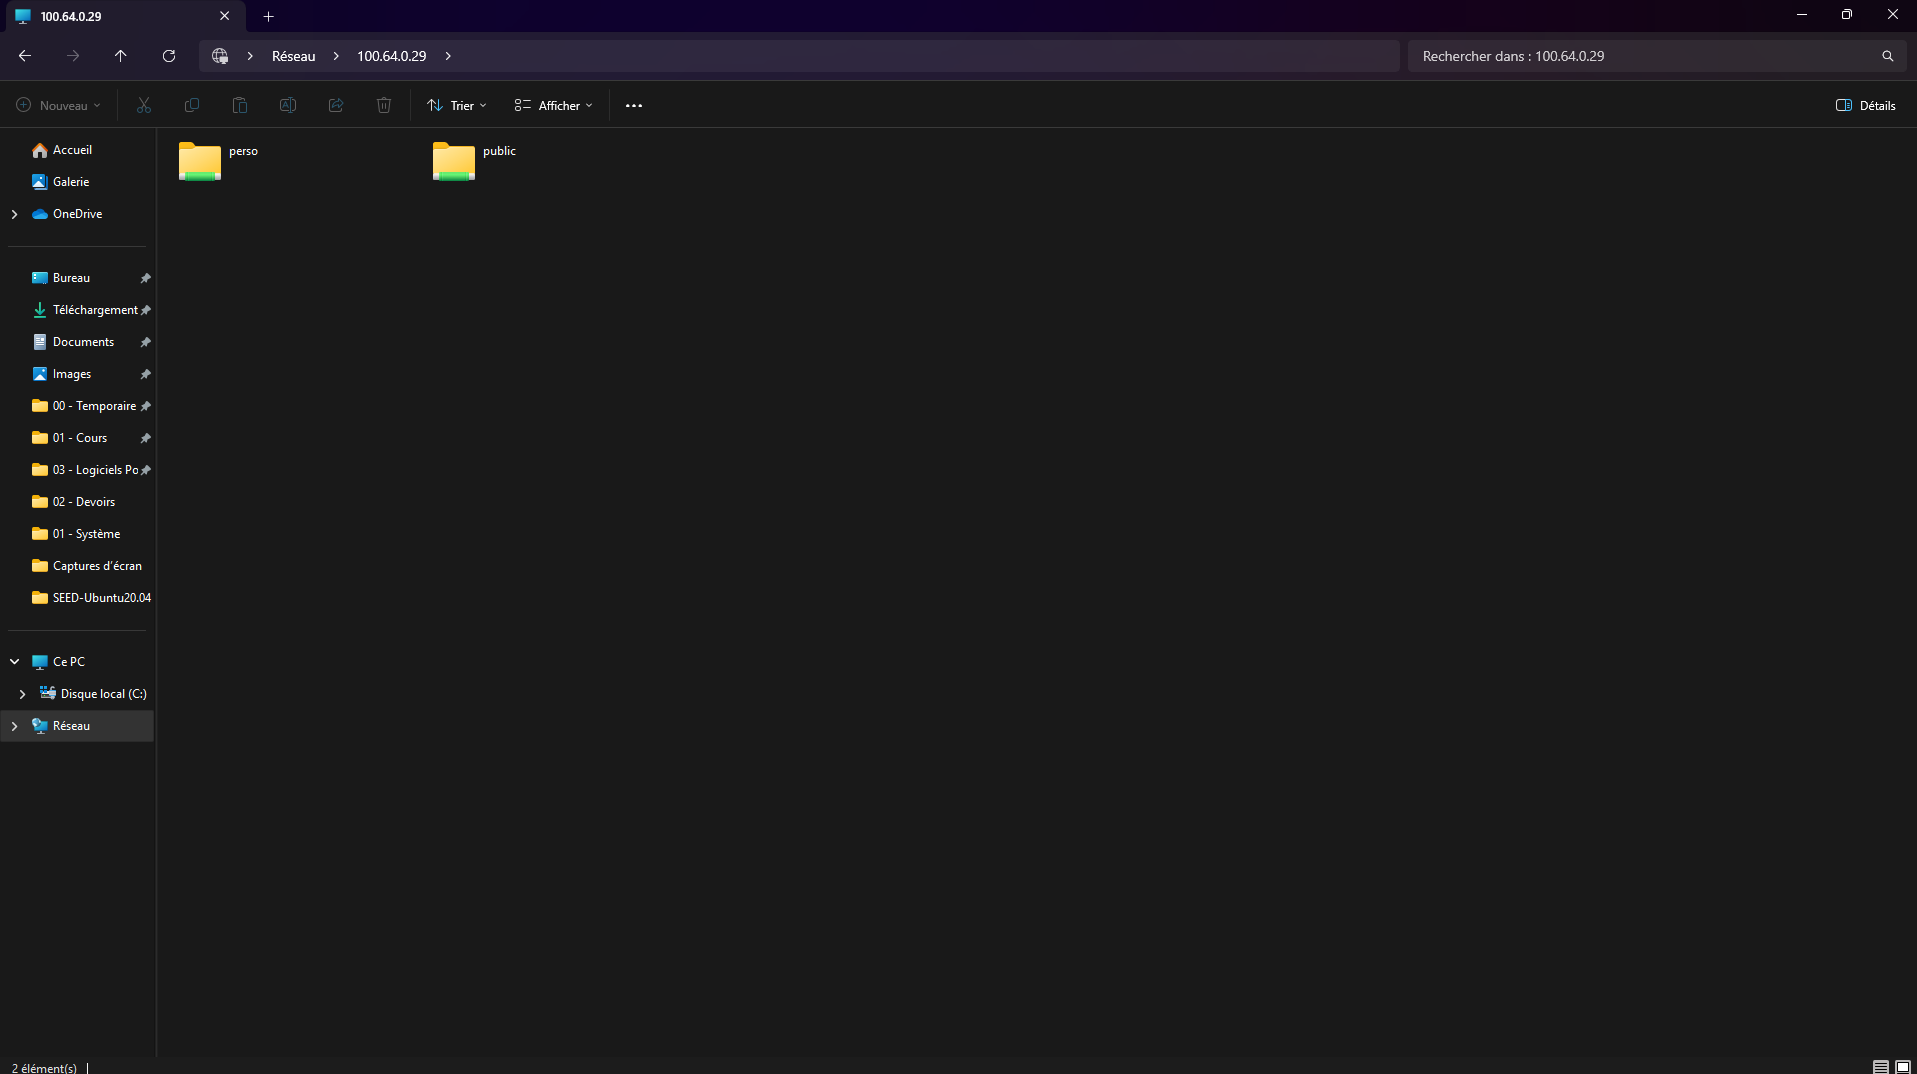 100.64.0.29
Réseau
100.64.0.29
Rechercher dans : 100.64.0.29
Nouveau
Trier
Afficher
Détails
Accueil
Galerie
OneDrive
Bureau
Téléchargement
Documents
Images
00 - Temporaire
01 - Cours
03 - Logiciels Po
02 - Devoirs
01 - Système
Captures d'écran
SEED-Ubuntu20.04
Ce PC
Disque local (C:)
Réseau
perso
public
2 élément(s)